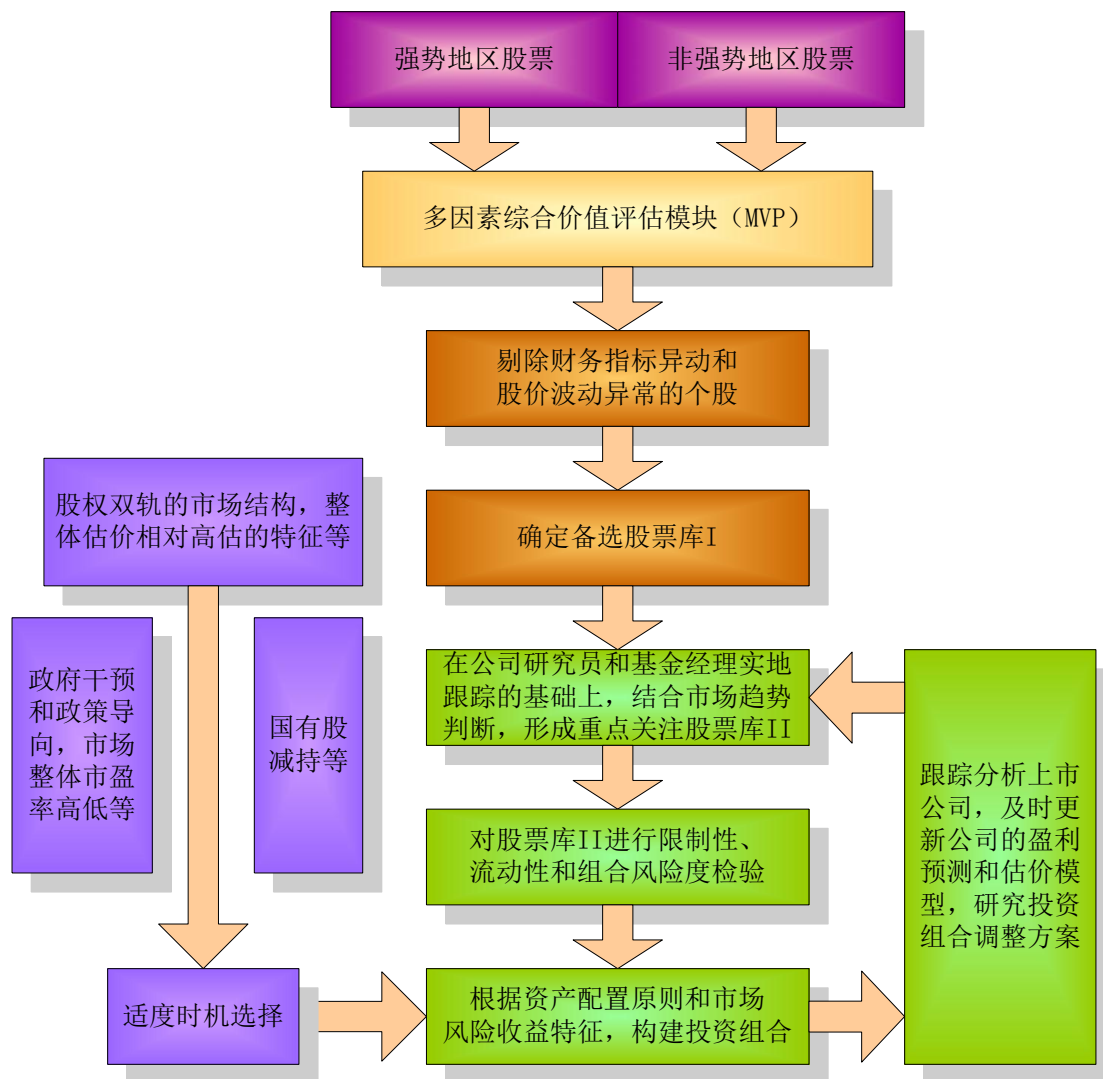 强势地区股票
非强势地区股票
多因素综合价值评估模块（MVP）
剔除财务指标异动和
股价波动异常的个股
股权双轨的市场结构，整
体估价相对高估的特征等
确定备选股票库I
政府干预
和政策导
向，市场
整体市盈
率高低等
国有股
减持等
在公司研究员和基金经理实地
跟踪的基础上，结合市场趋势
判断，形成重点关注股票库II
对股票库II进行限制性、
流动性和组合风险度检验
跟踪分析上市
公司，及时更
新公司的盈利
预测和估价模
型，研究投资
组合调整方案
适度时机选择
根据资产配置原则和市场
风险收益特征，构建投资组合